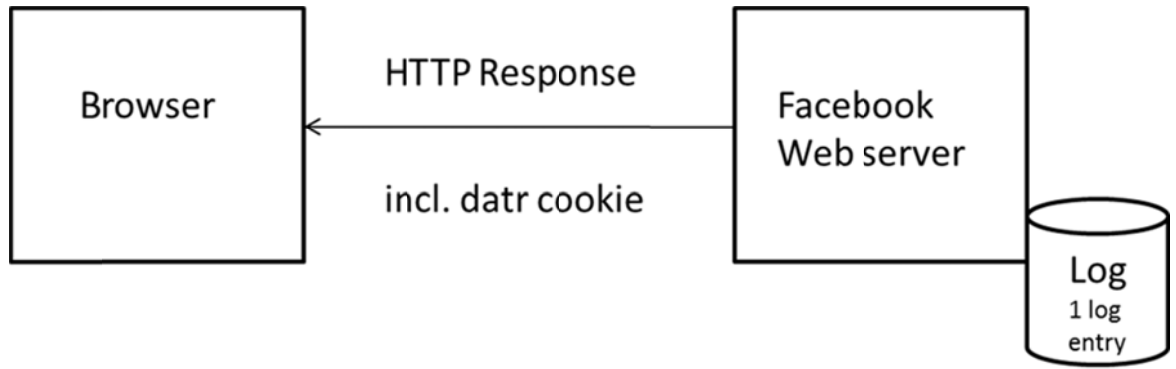 Browser
HTTP Response
incl. datr cookie
Facebook
Web server
Log
1 log
entry